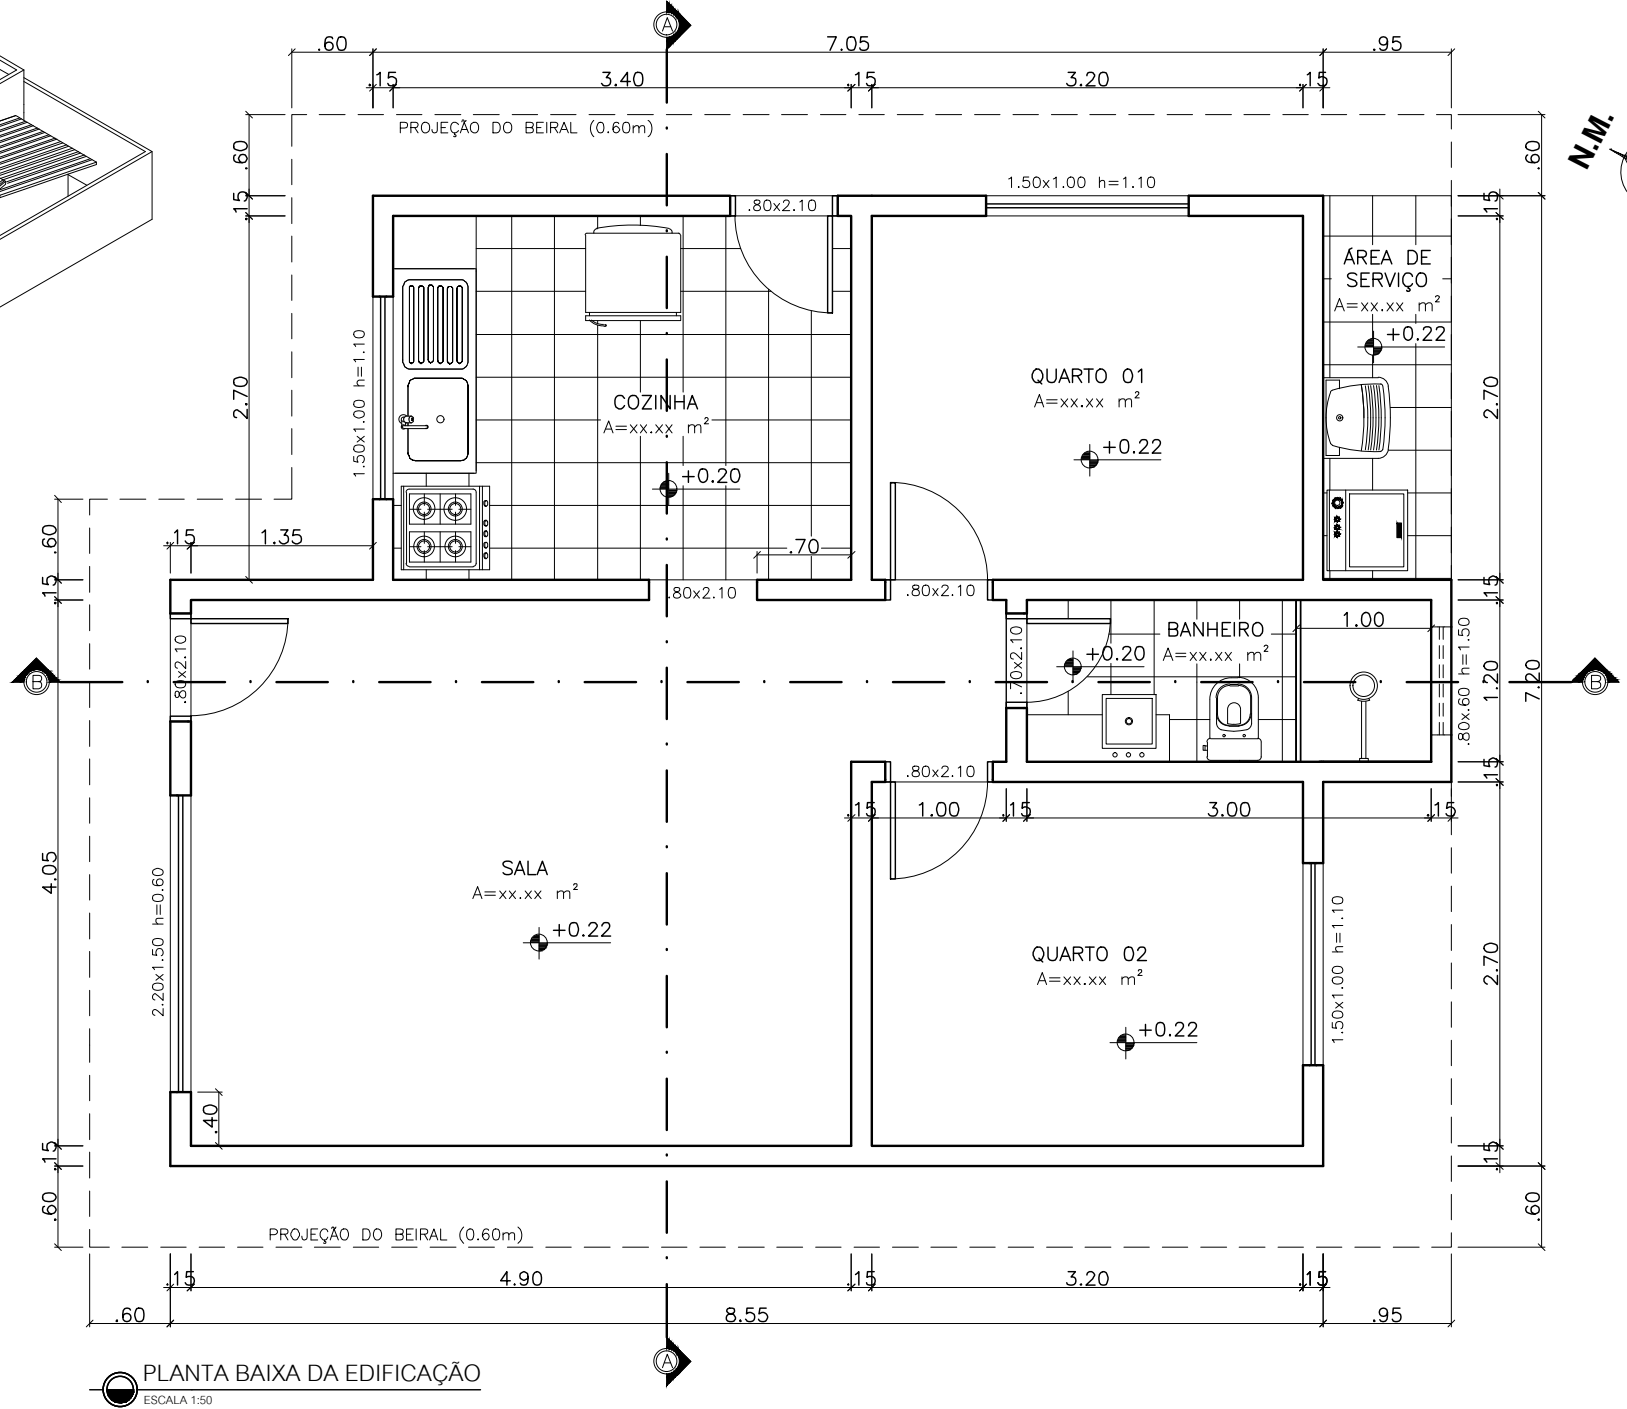 A
.60
7.05
.95
.15
3.40
.15
3.20
.15
N.M.
PROJEÇÃO DO BEIRAL (0.60m)
.60
.60
1.50x1.00 h=1.10
.15
.80x2.10
.15
ÁREA DE
SERVIÇO
A=xx.xx m²
+0.22
1.50x1.00 h=1.10
2.70
COZINHA
A=xx.xx m²
+0.20
QUARTO 01
A=xx.xx m²
+0.22
2.70
.60
.15
1.35
.70
.15
.80x2.10
.80x2.10
.15
.80x2.10
.70x2.10
BANHEIRO
A=xx.xx m²
+0.20
1.00
.80x.60 h=1.50
1.20
7.20
B
B
.80x2.10
.15
.15
1.00
.15
3.00
.15
4.05
2.20x1.50 h=0.60
SALA
A=xx.xx m²
+0.22
QUARTO 02
A=xx.xx m²
+0.22
1.50x1.00 h=1.10
2.70
.40
.15
.15
.60
.60
PROJEÇÃO DO BEIRAL (0.60m)
.15
4.90
.15
3.20
.15
.60
8.55
.95
A
PLANTA BAIXA DA EDIFICAÇÃO
ESCALA 1:50